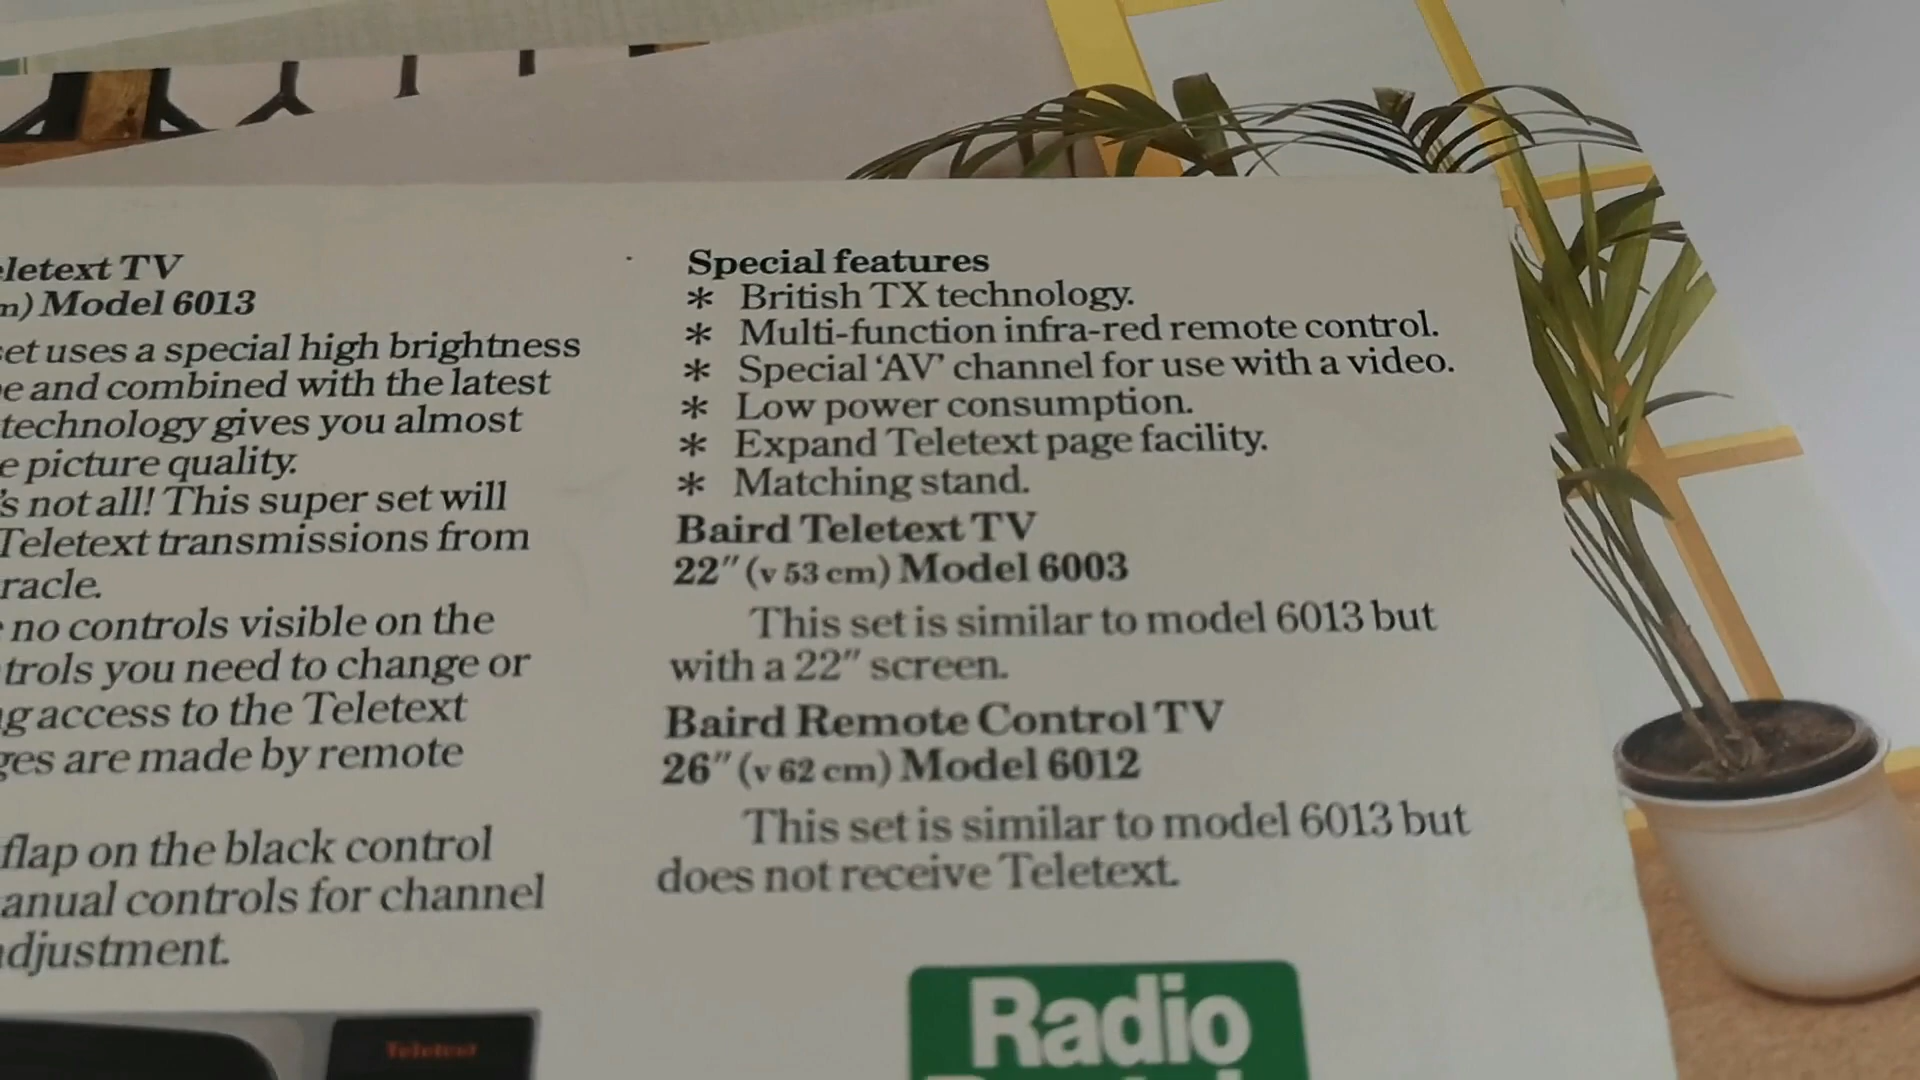 eletext TV
m) Model 6013
set uses a special high brightness
e and combined with the latest
technology gives you almost
e picture quality.
's not all! This super set will
Teletext transmissions from
racle.
no controls visible on the
trols you need to change or
ng access to the Teletext
ges are made by remote
flap on the black control
anual controls for channel
adjustment.
Teletext
Special features
* British TX technology.
* Multi-function infra-red remote control.
* Special 'AV' channel for use with a video.
* Low power consumption.
* Expand Teletext page facility.
* Matching stand.
Baird Teletext TV
22" (v 53 cm) Model 6003
This set is similar to model 6013 but
with a 22" screen.
Baird Remote Control TV
26" (v 62 cm) Model 6012
This set is similar to model 6013 but
does not receive Teletext.
Radio